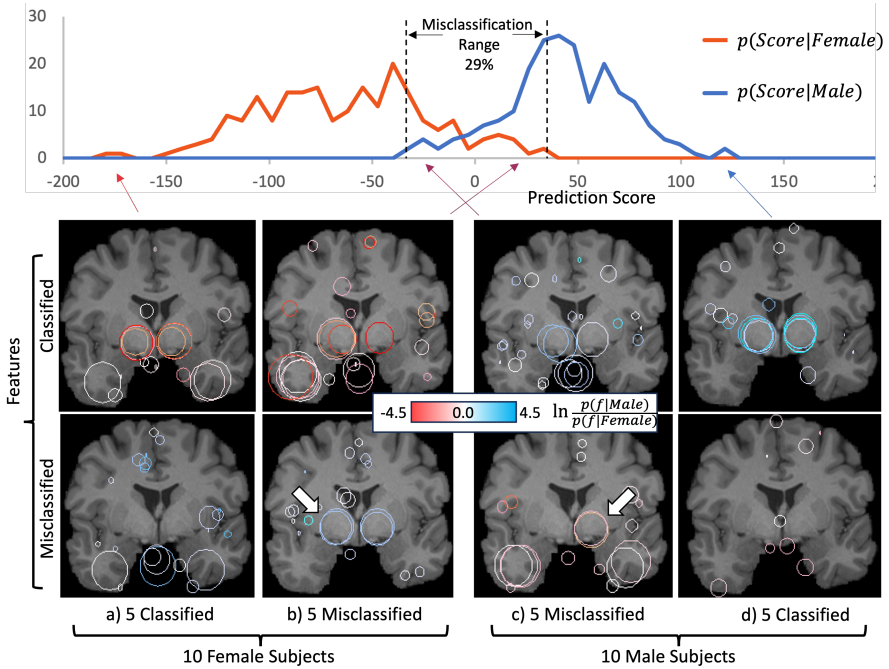 30
20
10
0
Misclassification
Range
29%
p(Score|Female)
p(Score|Male)
-200 -150 -100 -50 0 50 100 150
Prediction Score
Features
Classified
Misclassified
-4.5 0.0 4.5 ln p(f|Male)
p(f|Female)
a) 5 Classified b) 5 Misclassified c) 5 Misclassified d) 5 Classified
10 Female Subjects 10 Male Subjects